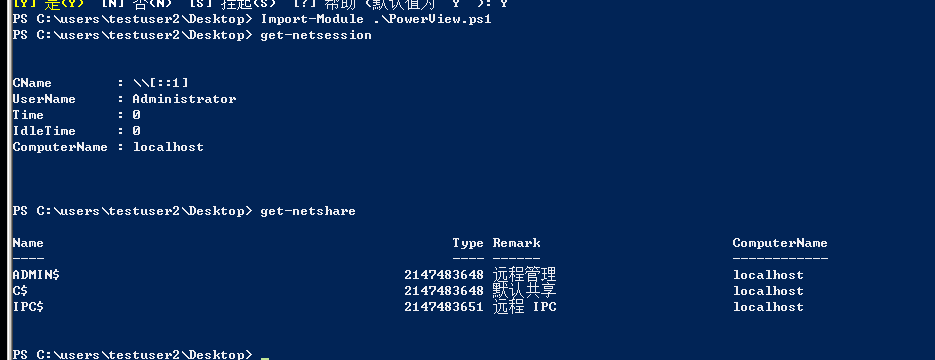 [Y] 是(Y)  [N] 否(N)  [S] 挂起(S)  [?] 帮助 (默认值为 "Y"): Y
PS C:\users\testuser2\Desktop> Import-Module .\PowerView.ps1
PS C:\users\testuser2\Desktop> get-netsession
CName        : \\[::1]
UserName     : Administrator
Time         : 0
IdleTime     : 0
ComputerName : localhost
PS C:\users\testuser2\Desktop> get-netshare
Name                                                   Type Remark                        ComputerName
----                                                   ---- ------                        ------------
ADMIN$                                           2147483648 远程管理                      localhost
C$                                               2147483648 默认共享                      localhost
IPC$                                             2147483651 远程 IPC                      localhost
PS C:\users\testuser2\Desktop> _